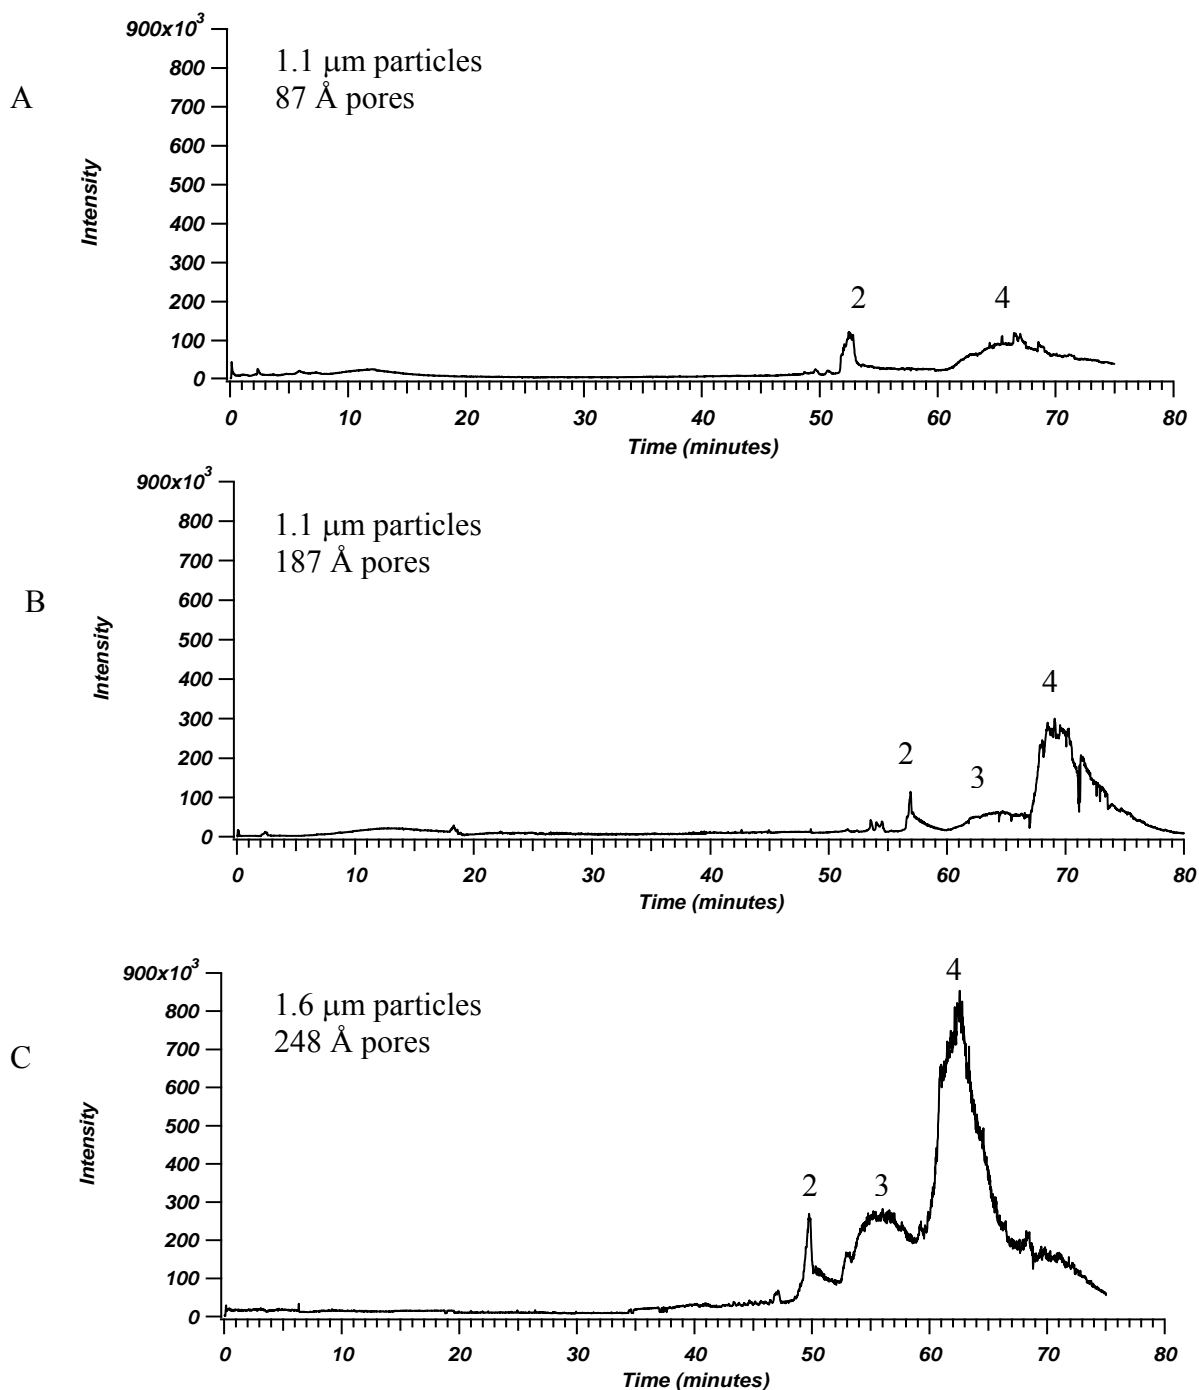 A
1.1 μm particles
87 Å pores
Intensity
900x10³
800
700
600
500
400
300
200
100
0
2
4
0 10 20 30 40 50 60 70 80
Time (minutes)
B
1.1 μm particles
187 Å pores
Intensity
900x10³
800
700
600
500
400
300
200
100
0
2
3
4
0 10 20 30 40 50 60 70 80
Time (minutes)
C
1.6 μm particles
248 Å pores
Intensity
900x10³
800
700
600
500
400
300
200
100
0
2
3
4
0 10 20 30 40 50 60 70 80
Time (minutes)